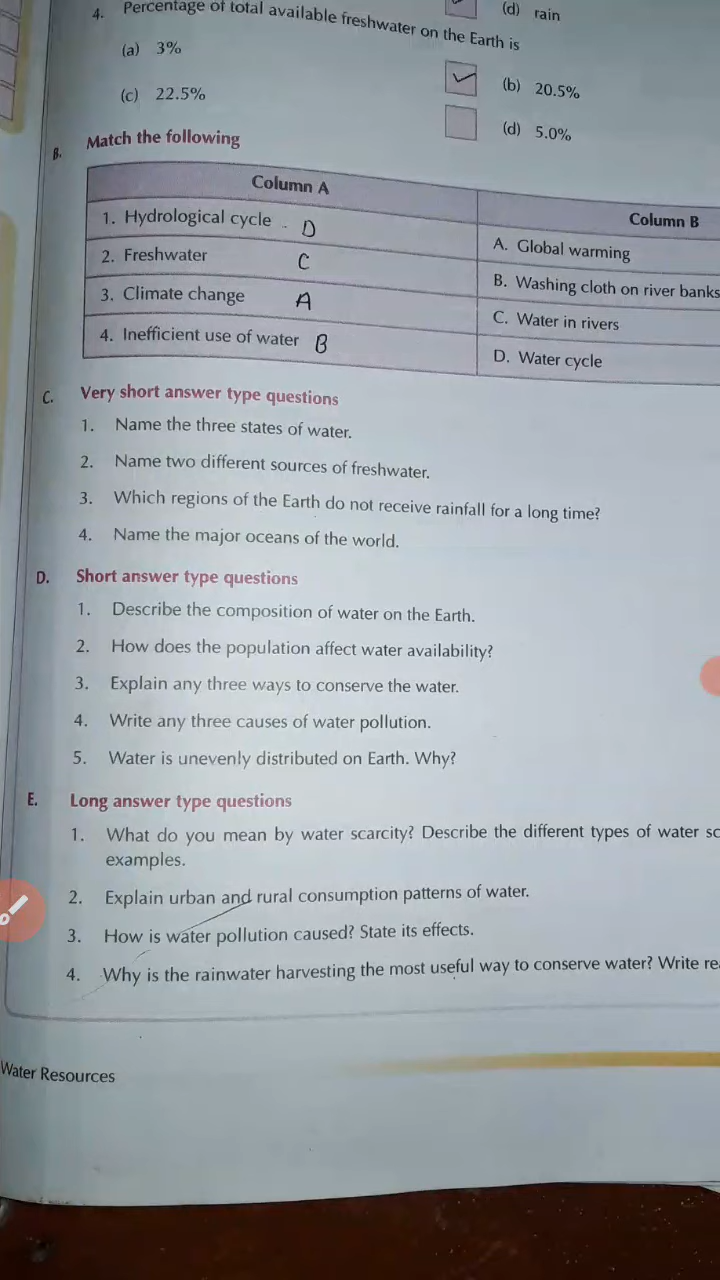 (d) rain
4. Percentage of total available freshwater on the Earth is
(a) 3%
(b) 20.5%
(c) 22.5%
(d) 5.0%
B. Match the following
Column A Column B
1. Hydrological cycle D A. Global warming
2. Freshwater C B. Washing cloth on river banks
3. Climate change A C. Water in rivers
4. Inefficient use of water B D. Water cycle
C. Very short answer type questions
1. Name the three states of water.
2. Name two different sources of freshwater.
3. Which regions of the Earth do not receive rainfall for a long time?
4. Name the major oceans of the world.
D. Short answer type questions
1. Describe the composition of water on the Earth.
2. How does the population affect water availability?
3. Explain any three ways to conserve the water.
4. Write any three causes of water pollution.
5. Water is unevenly distributed on Earth. Why?
E. Long answer type questions
1. What do you mean by water scarcity? Describe the different types of water sc
examples.
2. Explain urban and rural consumption patterns of water.
3. How is water pollution caused? State its effects.
4. Why is the rainwater harvesting the most useful way to conserve water? Write re
Water Resources